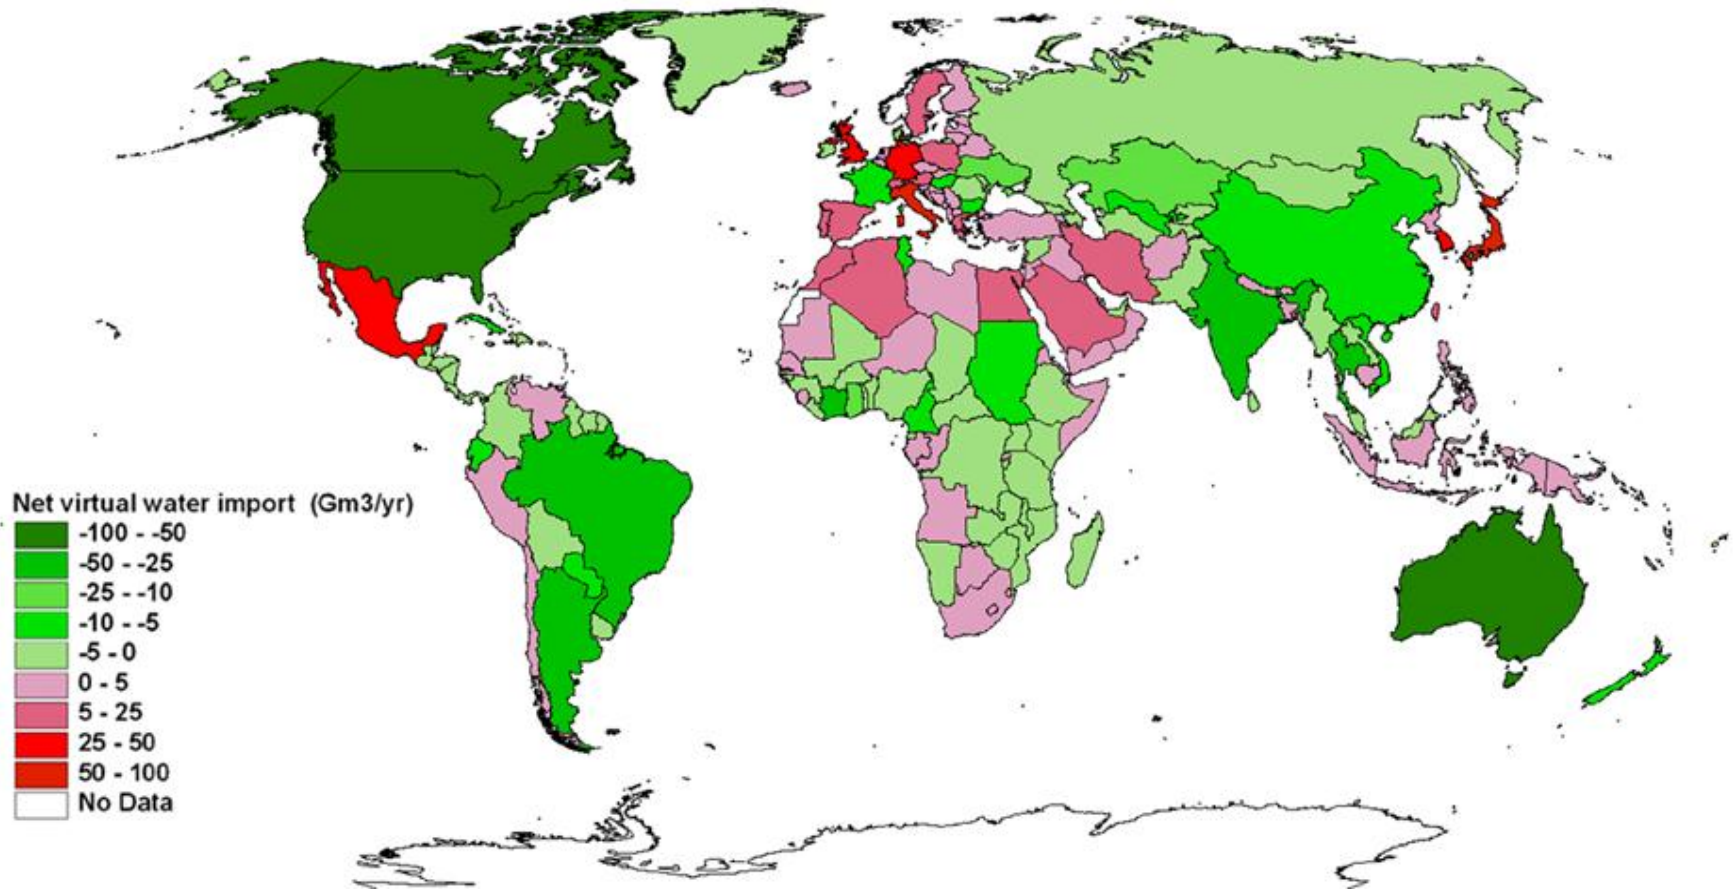 Net virtual water import (Gm3/yr)
-100 - -50
-50 - -25
-25 - -10
-10 - -5
-5 - 0
0 - 5
5 - 25
25 - 50
50 - 100
No Data